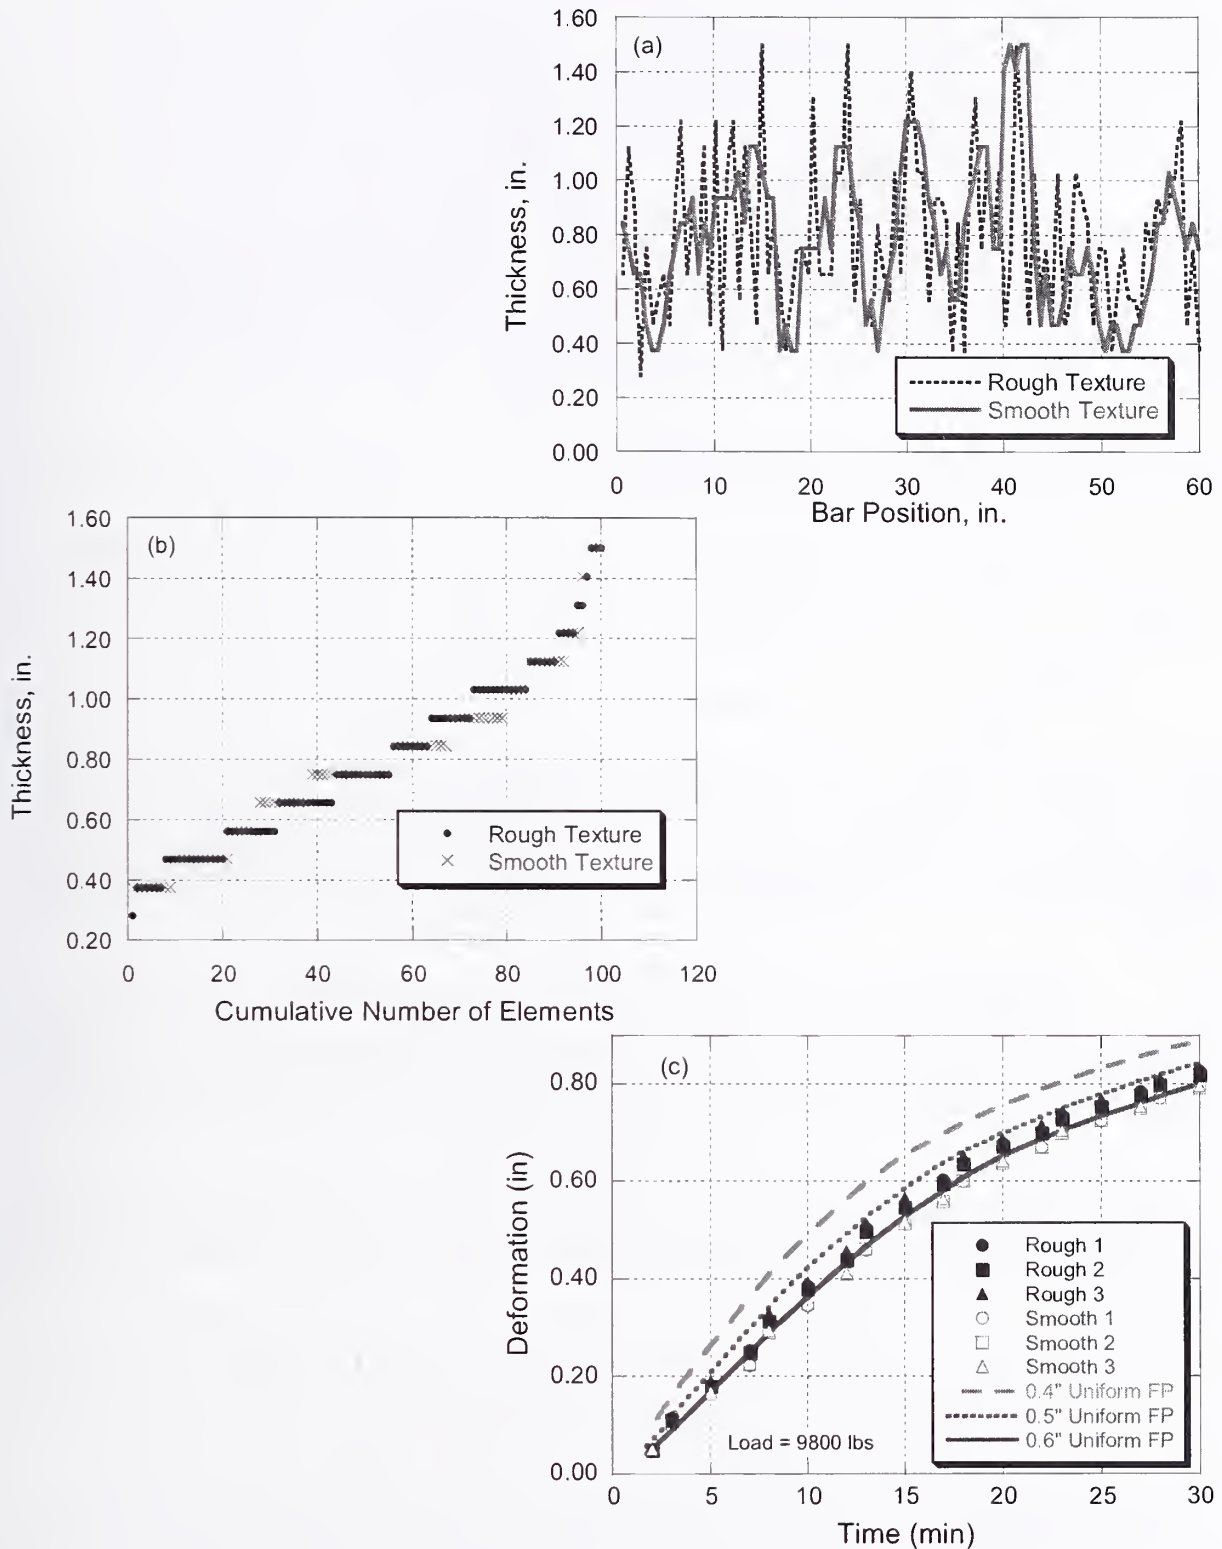 1.60
(a)
1.40
1.20
1.00
0.80
0.60
0.40
0.20
0.00
Thickness, in.
Rough Texture
Smooth Texture
0 10 20 30 40 50 60
Bar Position, in.
1.60
(b)
1.40
1.20
1.00
0.80
0.60
0.40
0.20
Thickness, in.
Rough Texture
Smooth Texture
0 20 40 60 80 100 120
Cumulative Number of Elements
(c)
0.80
0.60
0.40
0.20
0.00
Deformation (in)
Rough 1
Rough 2
Rough 3
Smooth 1
Smooth 2
Smooth 3
0.4" Uniform FP
0.5" Uniform FP
0.6" Uniform FP
Load = 9800 lbs
0 5 10 15 20 25 30
Time (min)